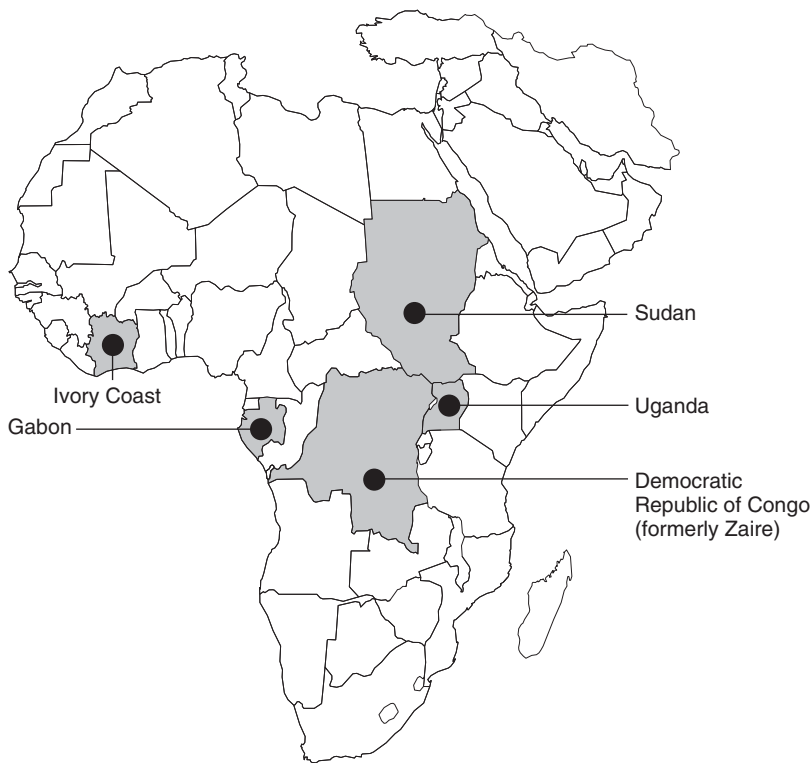 Sudan
Ivory Coast
Uganda
Gabon
Democratic
Republic of Congo
(formerly Zaire)